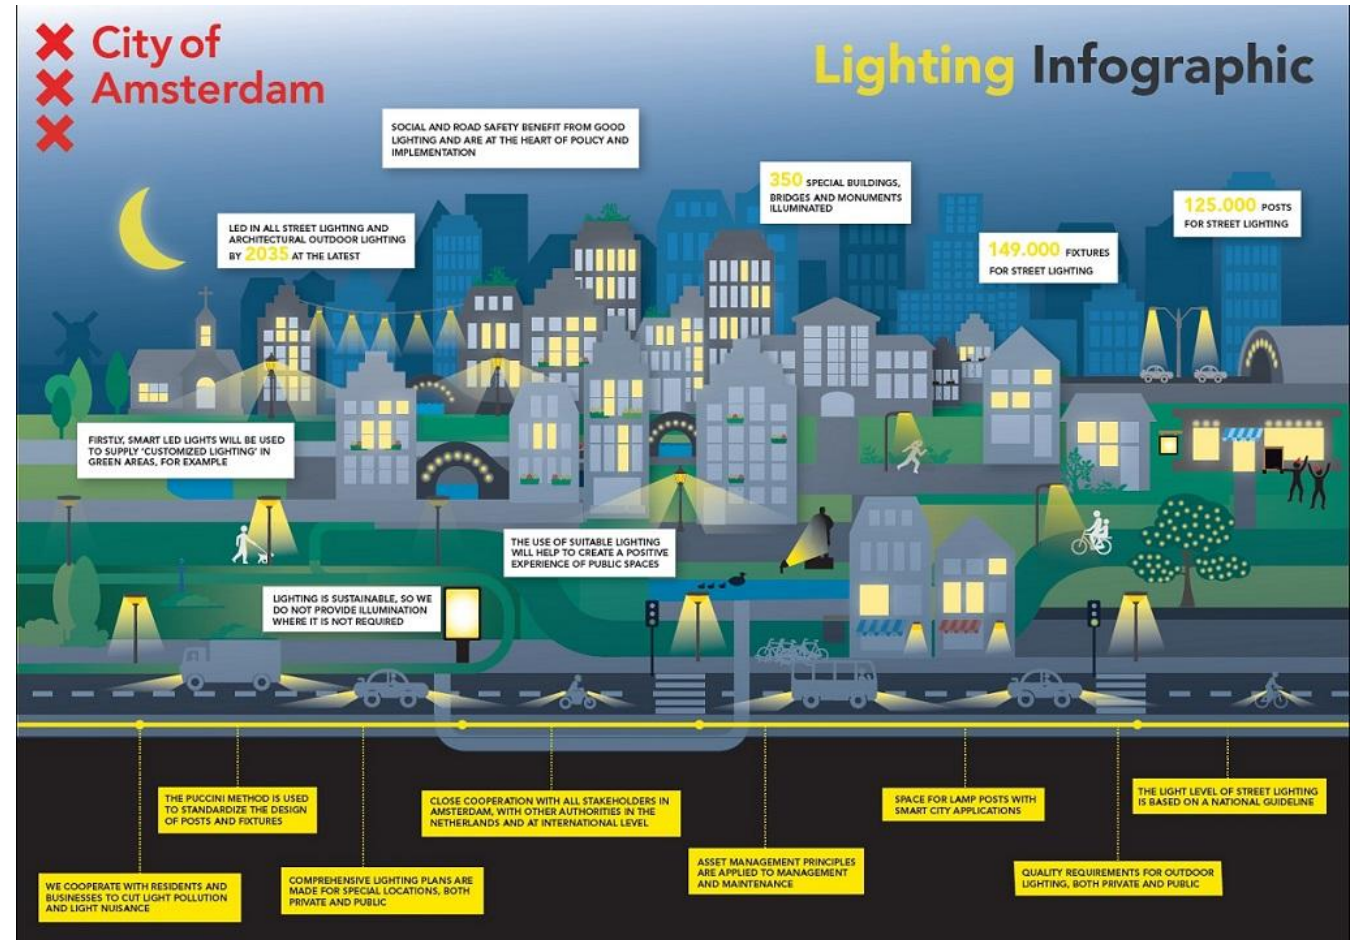 City of
Amsterdam
Lighting Infographic
SOCIAL AND ROAD SAFETY BENEFIT FROM GOOD
LIGHTING AND ARE AT THE HEART OF POLICY AND
IMPLEMENTATION
350 SPECIAL BUILDINGS,
BRIDGES AND MONUMENTS
ILLUMINATED
125.000 POSTS
FOR STREET LIGHTING
LED IN ALL STREET LIGHTING AND
ARCHITECTURAL OUTDOOR LIGHTING
BY 2035 AT THE LATEST
149.000 FIXTURES
FOR STREET LIGHTING
FIRSTLY, SMART LED LIGHTS WILL BE USED
TO SUPPLY 'CUSTOMIZED LIGHTING' IN
GREEN AREAS, FOR EXAMPLE
THE USE OF SUITABLE LIGHTING
WILL HELP TO CREATE A POSITIVE
EXPERIENCE OF PUBLIC SPACES
LIGHTING IS SUSTAINABLE, SO WE
DO NOT PROVIDE ILLUMINATION
WHERE IT IS NOT REQUIRED
THE PUCCINI METHOD IS USED
TO STANDARDIZE THE DESIGN
OF POSTS AND FIXTURES
CLOSE COOPERATION WITH ALL STAKEHOLDERS IN
AMSTERDAM, WITH OTHER AUTHORITIES IN THE
NETHERLANDS AND AT INTERNATIONAL LEVEL
SPACE FOR LAMP POSTS WITH
SMART CITY APPLICATIONS
THE LIGHT LEVEL OF STREET LIGHTING
IS BASED ON A NATIONAL GUIDELINE
WE COOPERATE WITH RESIDENTS AND
BUSINESSES TO CUT LIGHT POLLUTION
AND LIGHT NUISANCE
COMPREHENSIVE LIGHTING PLANS ARE
MADE FOR SPECIAL LOCATIONS, BOTH
PRIVATE AND PUBLIC
ASSET MANAGEMENT PRINCIPLES
ARE APPLIED TO MANAGEMENT
AND MAINTENANCE
QUALITY REQUIREMENTS FOR OUTDOOR
LIGHTING, BOTH PRIVATE AND PUBLIC